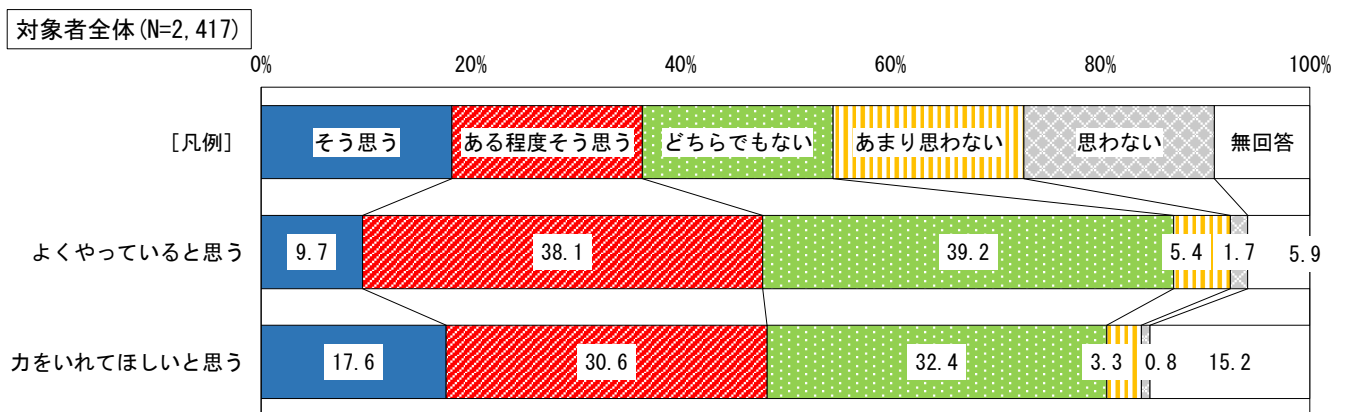 対象者全体(N=2,417)
0% 20% 40% 60% 80% 100%
[凡例] そう思う ある程度そう思う どちらでもない あまり思わない 思わない 無回答
よくやっていると思う 9.7 38.1 39.2 5.4 1.7 5.9
力をいれてほしいと思う 17.6 30.6 32.4 3.3 0.8 15.2